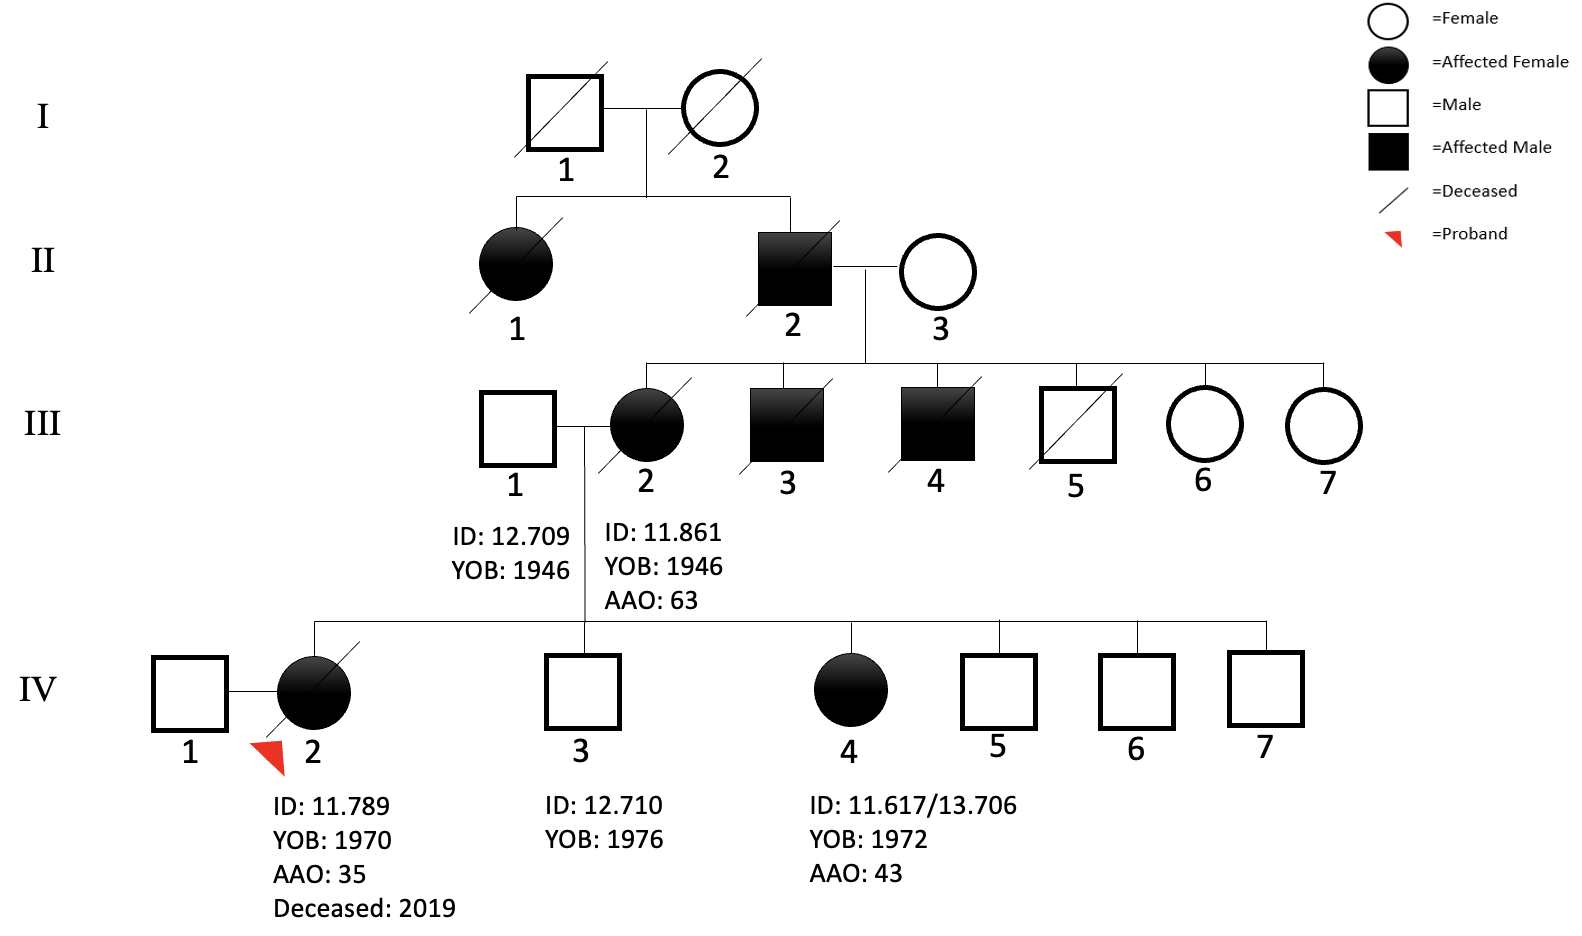 =Female
=Affected Female
=Male
=Affected Male
=Deceased
=Proband
I
1
2
II
1
2
3
III
1
2
3
4
5
6
7
ID: 12.709
YOB: 1946
ID: 11.861
YOB: 1946
AAO: 63
IV
1
2
3
4
5
6
7
ID: 11.789
YOB: 1970
AAO: 35
Deceased: 2019
ID: 12.710
YOB: 1976
ID: 11.617/13.706
YOB: 1972
AAO: 43